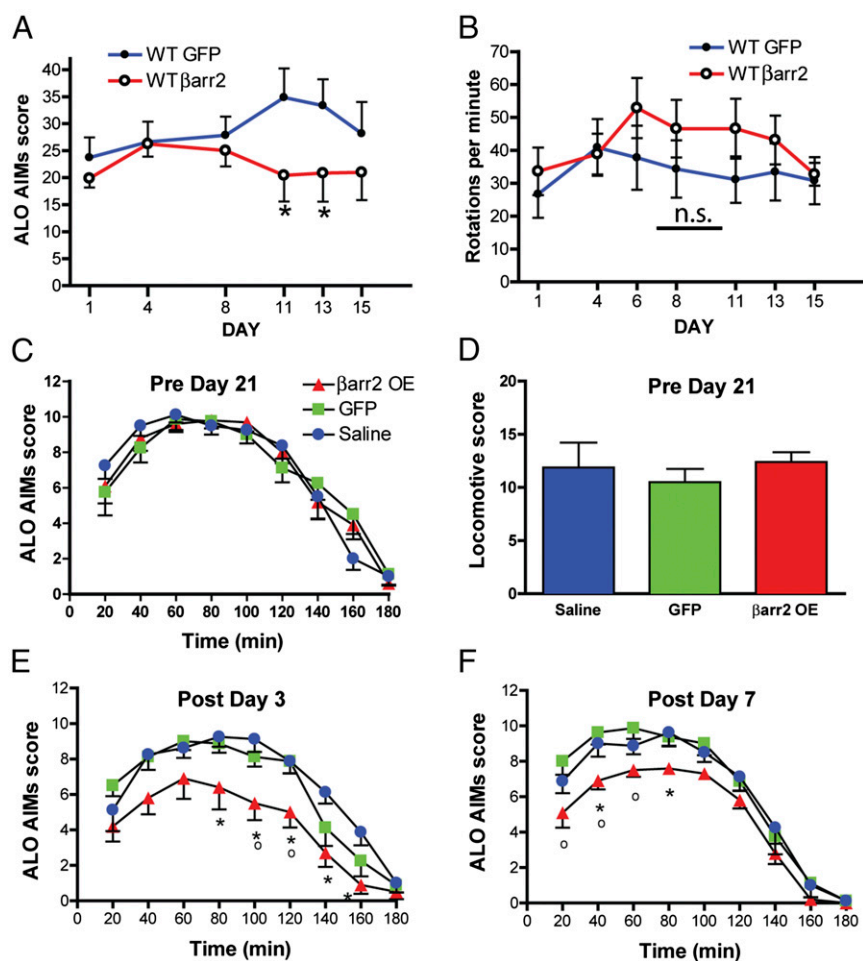 A
WT GFP
WT βarr2
ALO AIMs score
40
35
30
25
20
15
10
5
0
* *
1 4 8 11 13 15
DAY
B
WT GFP
WT βarr2
Rotations per minute
70
60
50
40
30
20
10
0
n.s.
1 4 6 8 11 13 15
DAY
C
Pre Day 21
βarr2 OE
GFP
Saline
ALO AIMs score
12
10
8
6
4
2
0
0 20 40 60 80 100 120 140 160 180
Time (min)
D
Pre Day 21
Locomotive score
20
15
10
5
0
Saline GFP βarr2 OE
E
Post Day 3
ALO AIMs score
12
10
8
6
4
2
0
* * * * *
o o
0 20 40 60 80 100 120 140 160 180
Time (min)
F
Post Day 7
ALO AIMs score
12
10
8
6
4
2
0
* o *
o o
0 20 40 60 80 100 120 140 160 180
Time (min)